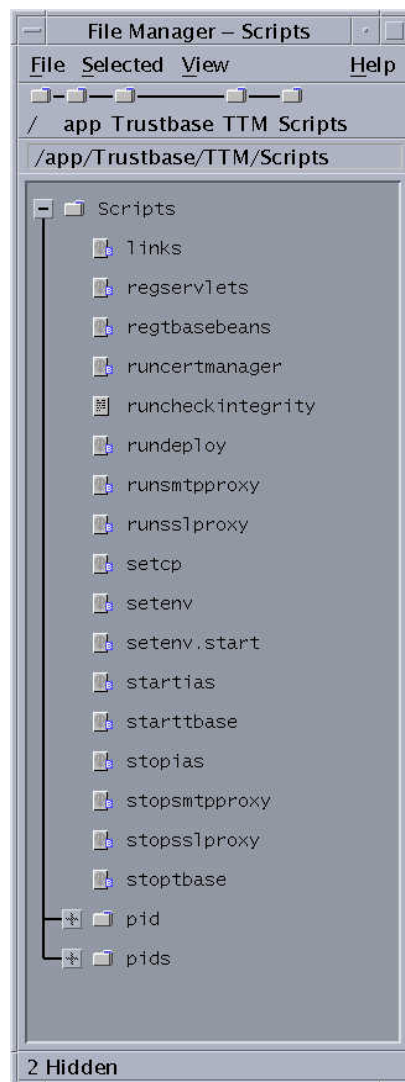 File Manager – Scripts
File Selected View Help
/ app Trustbase TTM Scripts
/app/Trustbase/TTM/Scripts
Scripts
links
regservlets
regtbasebeans
runcertmanager
runcheckintegrity
rundeploy
runsmtpproxy
runsslproxy
setcp
setenv
setenv.start
startias
starttbase
stopias
stopsmtpproxy
stopsslproxy
stoptbase
pid
pids
2 Hidden